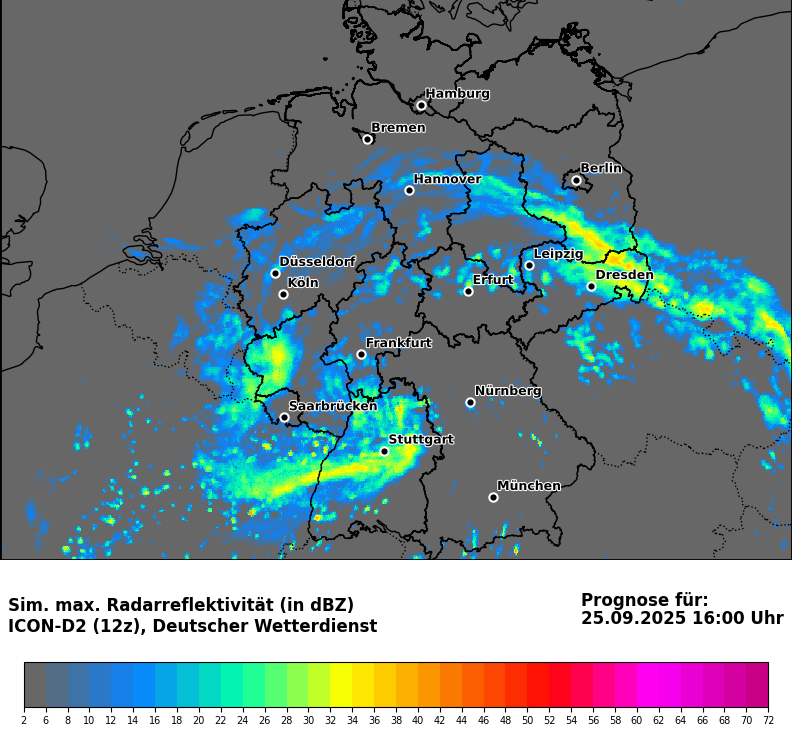 Hamburg
Bremen
Berlin
Hannover
Leipzig
Düsseldorf
Dresden
Köln
Erfurt
Frankfurt
Nürnberg
Saarbrücken
Stuttgart
München
Sim. max. Radarreflektivität (in dBZ)
ICON-D2 (12z), Deutscher Wetterdienst
Prognose für:
25.09.2025 16:00 Uhr
2 6 8 10 12 14 16 18 20 22 24 26 28 30 32 34 36 38 40 42 44 46 48 50 52 54 56 58 60 62 64 66 68 70 72